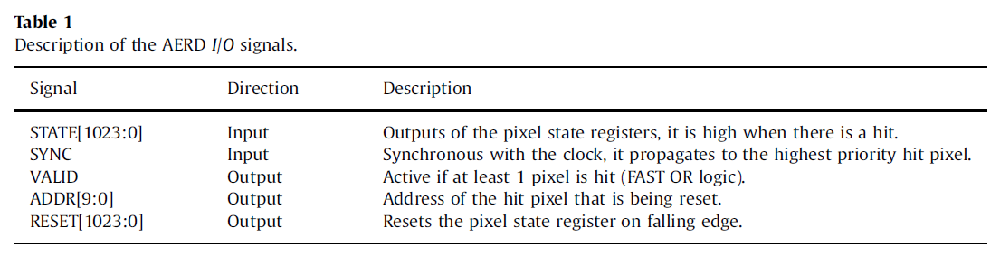 Table 1
Description of the AERD I/O signals.
Signal Direction Description
STATE[1023:0] Input Outputs of the pixel state registers, it is high when there is a hit.
SYNC Input Synchronous with the clock, it propagates to the highest priority hit pixel.
VALID Output Active if at least 1 pixel is hit (FAST OR logic).
ADDR[9:0] Output Address of the hit pixel that is being reset.
RESET[1023:0] Output Resets the pixel state register on falling edge.